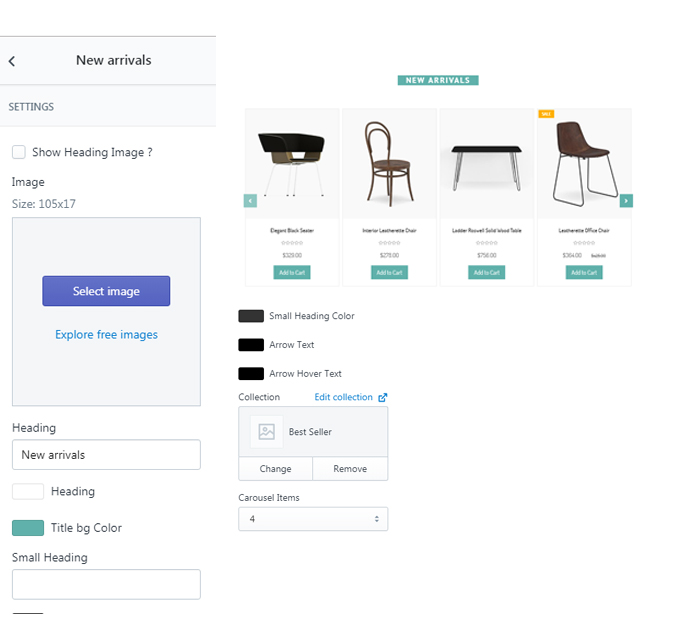 New arrivals
SETTINGS
Show Heading Image ?
Image
Size: 105x17
Select image
Explore free images
Heading
New arrivals
Heading
Title bg Color
Small Heading
NEW ARRIVALS
SALE
Elegant Black Seater
$329.00
Add to Cart
Interior Leatherette Chair
$278.00
Add to Cart
Ladder Roswell Solid Wood Table
$756.00
Add to Cart
Leatherette Office Chair
$364.00
Add to Cart
Small Heading Color
Arrow Text
Arrow Hover Text
Collection Edit collection
Best Seller
Change Remove
Carousel Items
4